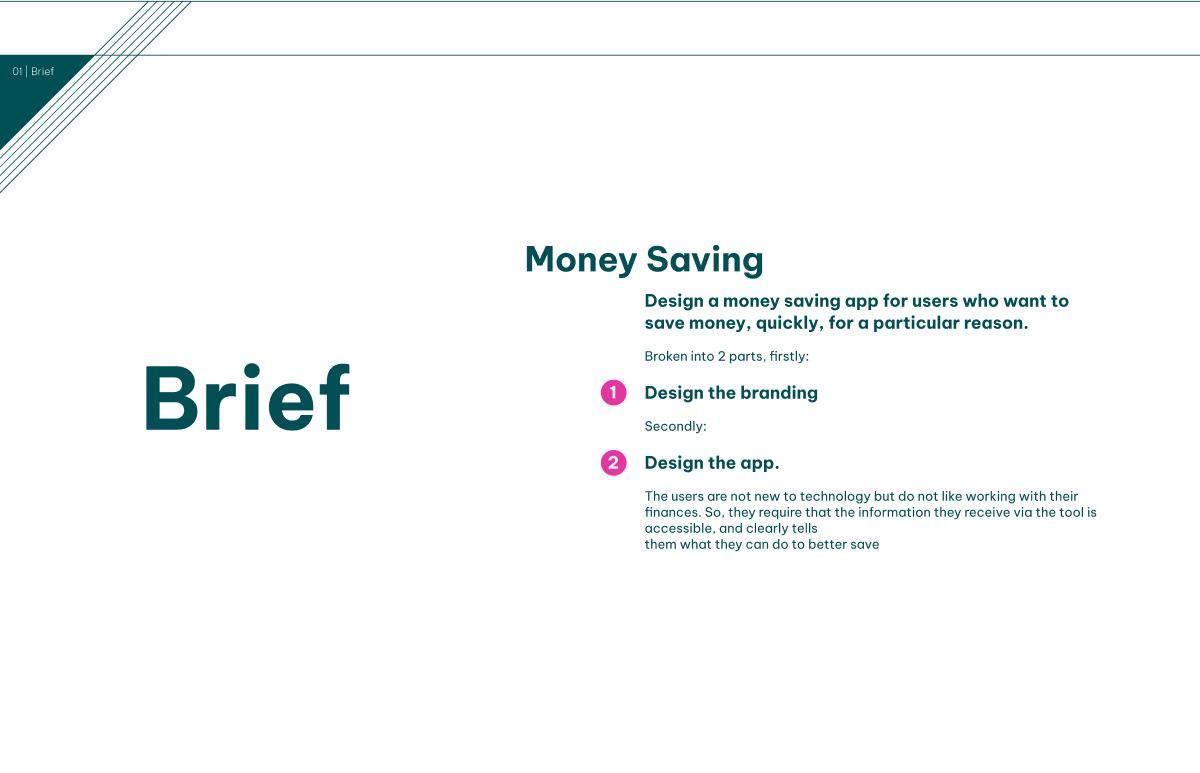 01 | Brief
Brief
Money Saving
Design a money saving app for users who want to
save money, quickly, for a particular reason.
Broken into 2 parts, firstly:
1 Design the branding
Secondly:
2 Design the app.
The users are not new to technology but do not like working with their
finances. So, they require that the information they receive via the tool is
accessible, and clearly tells
them what they can do to better save